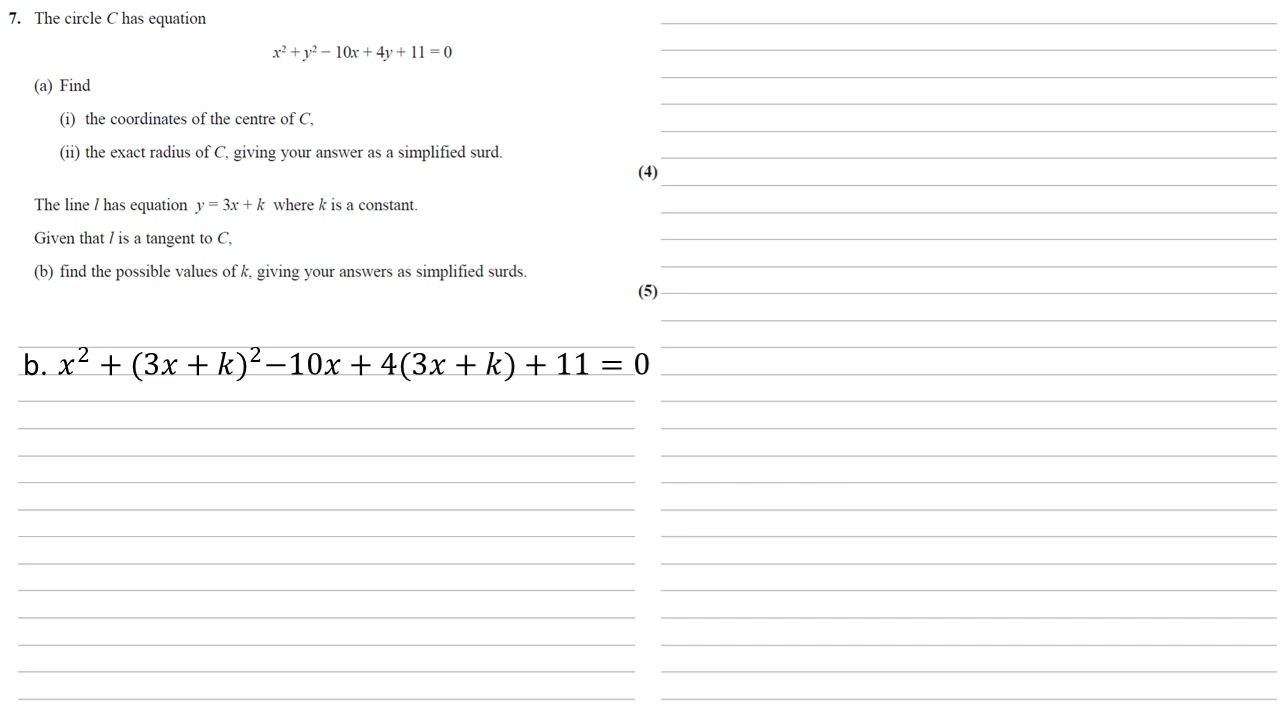 7. The circle C has equation
x² + y² − 10x + 4y + 11 = 0
(a) Find
(i) the coordinates of the centre of C,
(ii) the exact radius of C, giving your answer as a simplified surd.
(4)
The line l has equation y = 3x + k where k is a constant.
Given that l is a tangent to C,
(b) find the possible values of k, giving your answers as simplified surds.
(5)
b. x² + (3x + k)² −10x + 4(3x + k) + 11 = 0